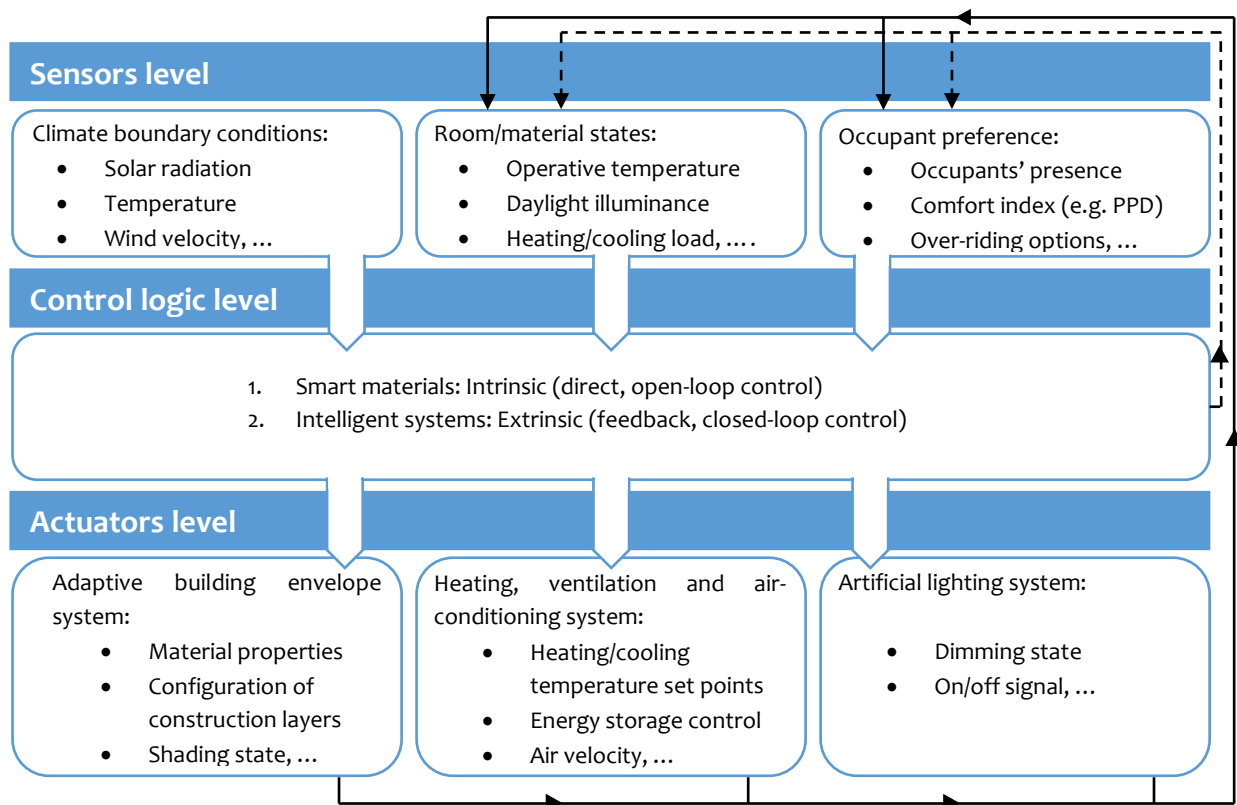 Sensors level
Climate boundary conditions:
• Solar radiation
• Temperature
• Wind velocity, …
Room/material states:
• Operative temperature
• Daylight illuminance
• Heating/cooling load, ….
Occupant preference:
• Occupants’ presence
• Comfort index (e.g. PPD)
• Over-riding options, …
Control logic level
1. Smart materials: Intrinsic (direct, open-loop control)
2. Intelligent systems: Extrinsic (feedback, closed-loop control)
Actuators level
Adaptive building envelope
system:
• Material properties
• Configuration of
construction layers
• Shading state, …
Heating, ventilation and air-
conditioning system:
• Heating/cooling
temperature set points
• Energy storage control
• Air velocity, …
Artificial lighting system:
• Dimming state
• On/off signal, …